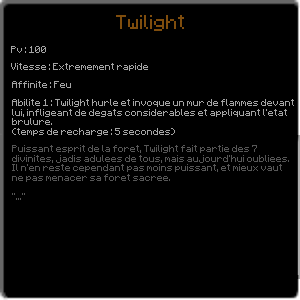 Twilight
Pv:100
Vitesse:Extremement rapide
Affinite:Feu
Abilite 1:Twilight hurle et invoque un mur de flammes devant
lui, infligeant de degats considerables et appliquant l'etat
brulure.
(temps de recharge:5 secondes)
Puissant esprit de la foret, Twilight fait partie des 7
divinites, jadis adulees de tous, mais aujourd'hui oubliees.
Il n'en reste cependant pas moins puissant, et mieux vaut
ne pas menacer sa foret sacree.
"..."